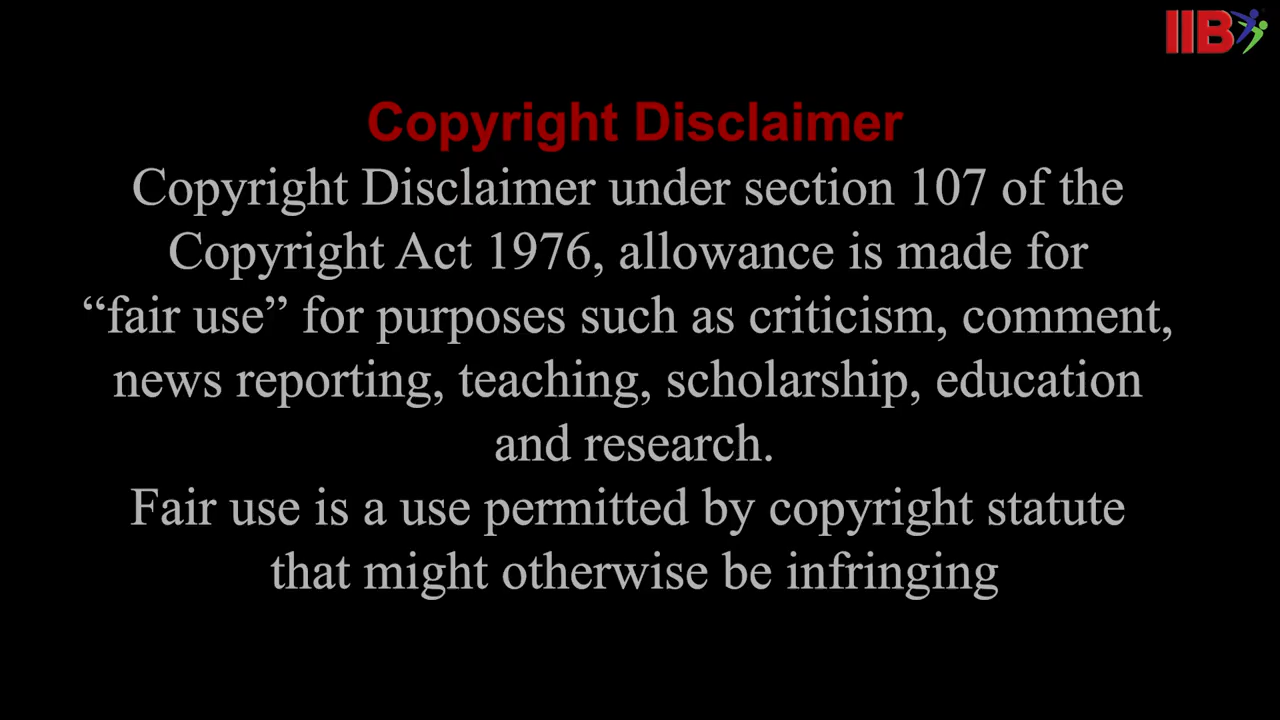 IIB
Copyright Disclaimer
Copyright Disclaimer under section 107 of the
Copyright Act 1976, allowance is made for
“fair use” for purposes such as criticism, comment,
news reporting, teaching, scholarship, education
and research.
Fair use is a use permitted by copyright statute
that might otherwise be infringing